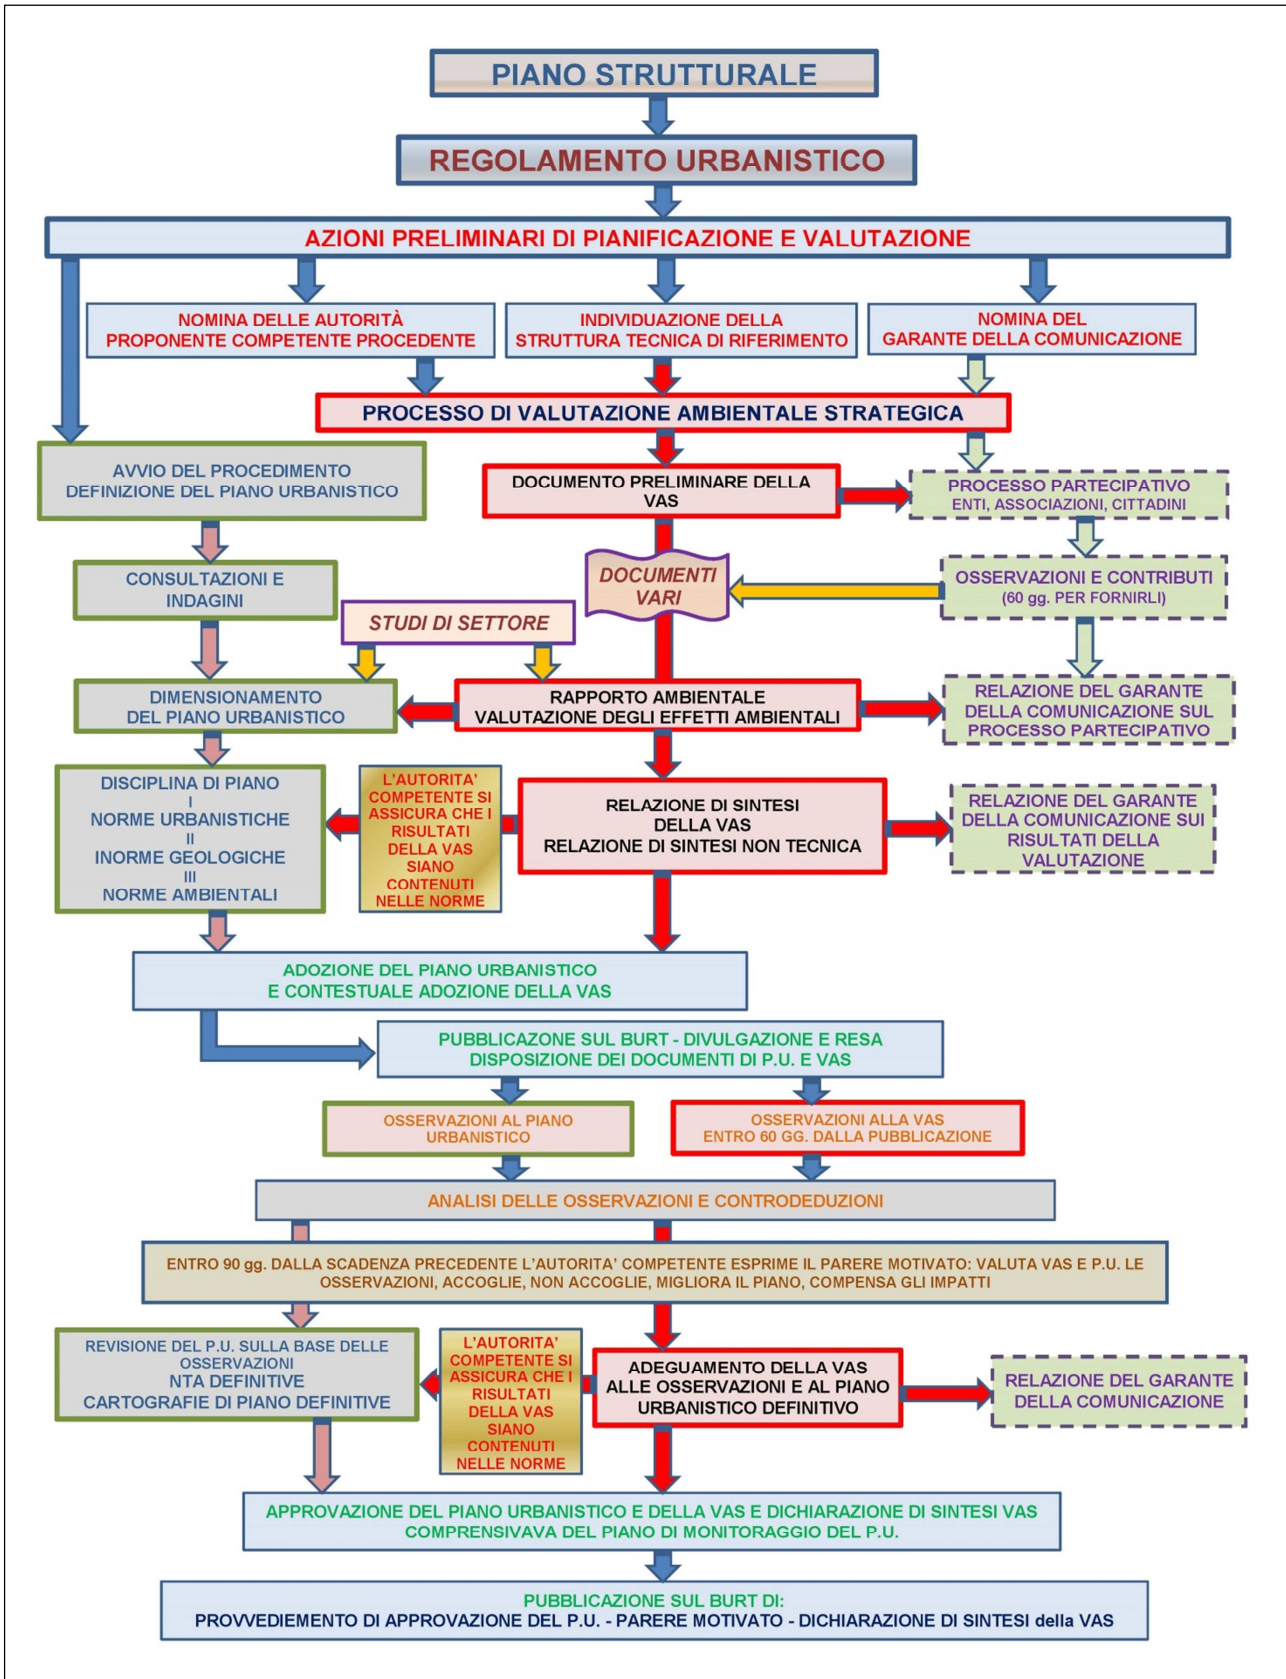 PIANO STRUTTURALE
REGOLAMENTO URBANISTICO
AZIONI PRELIMINARI DI PIANIFICAZIONE E VALUTAZIONE
NOMINA DELLE AUTORITÀ
PROPONENTE COMPETENTE PROCEDENTE
INDIVIDUAZIONE DELLA
STRUTTURA TECNICA DI RIFERIMENTO
NOMINA DEL
GARANTE DELLA COMUNICAZIONE
PROCESSO DI VALUTAZIONE AMBIENTALE STRATEGICA
AVVIO DEL PROCEDIMENTO
DEFINIZIONE DEL PIANO URBANISTICO
DOCUMENTO PRELIMINARE DELLA
VAS
PROCESSO PARTECIPATIVO
ENTI, ASSOCIAZIONI, CITTADINI
CONSULTAZIONI E
INDAGINI
DOCUMENTI
VARI
OSSERVAZIONI E CONTRIBUTI
(60 gg. PER FORNIRLI)
STUDI DI SETTORE
DIMENSIONAMENTO
DEL PIANO URBANISTICO
RAPPORTO AMBIENTALE
VALUTAZIONE DEGLI EFFETTI AMBIENTALI
RELAZIONE DEL GARANTE
DELLA COMUNICAZIONE SUL
PROCESSO PARTECIPATIVO
DISCIPLINA DI PIANO
I
NORME URBANISTICHE
II
INORME GEOLOGICHE
III
NORME AMBIENTALI
L'AUTORITA'
COMPETENTE SI
ASSICURA CHE I
RISULTATI
DELLA VAS
SIANO
CONTENUTI
NELLE NORME
RELAZIONE DI SINTESI
DELLA VAS
RELAZIONE DI SINTESI NON TECNICA
RELAZIONE DEL GARANTE
DELLA COMUNICAZIONE SUI
RISULTATI DELLA
VALUTAZIONE
ADOZIONE DEL PIANO URBANISTICO
E CONTESTUALE ADOZIONE DELLA VAS
PUBBLICAZONE SUL BURT - DIVULGAZIONE E RESA
DISPOSIZIONE DEI DOCUMENTI DI P.U. E VAS
OSSERVAZIONI AL PIANO
URBANISTICO
OSSERVAZIONI ALLA VAS
ENTRO 60 GG. DALLA PUBBLICAZIONE
ANALISI DELLE OSSERVAZIONI E CONTRODEDUZIONI
ENTRO 90 gg. DALLA SCADENZA PRECEDENTE L'AUTORITA' COMPETENTE ESPRIME IL PARERE MOTIVATO: VALUTA VAS E P.U. LE
OSSERVAZIONI, ACCOGLIE, NON ACCOGLIE, MIGLIORA IL PIANO, COMPENSA GLI IMPATTI
REVISIONE DEL P.U. SULLA BASE DELLE
OSSERVAZIONI
NTA DEFINITIVE
CARTOGRAFIE DI PIANO DEFINITIVE
L'AUTORITA'
COMPETENTE SI
ASSICURA CHE I
RISULTATI
DELLA VAS
SIANO
CONTENUTI
NELLE NORME
ADEGUAMENTO DELLA VAS
ALLE OSSERVAZIONI E AL PIANO
URBANISTICO DEFINITIVO
RELAZIONE DEL GARANTE
DELLA COMUNICAZIONE
APPROVAZIONE DEL PIANO URBANISTICO E DELLA VAS E DICHIARAZIONE DI SINTESI VAS
COMPRENSIVAVA DEL PIANO DI MONITORAGGIO DEL P.U.
PUBBLICAZIONE SUL BURT DI:
PROVVEDIEMENTO DI APPROVAZIONE DEL P.U. - PARERE MOTIVATO - DICHIARAZIONE DI SINTESI della VAS